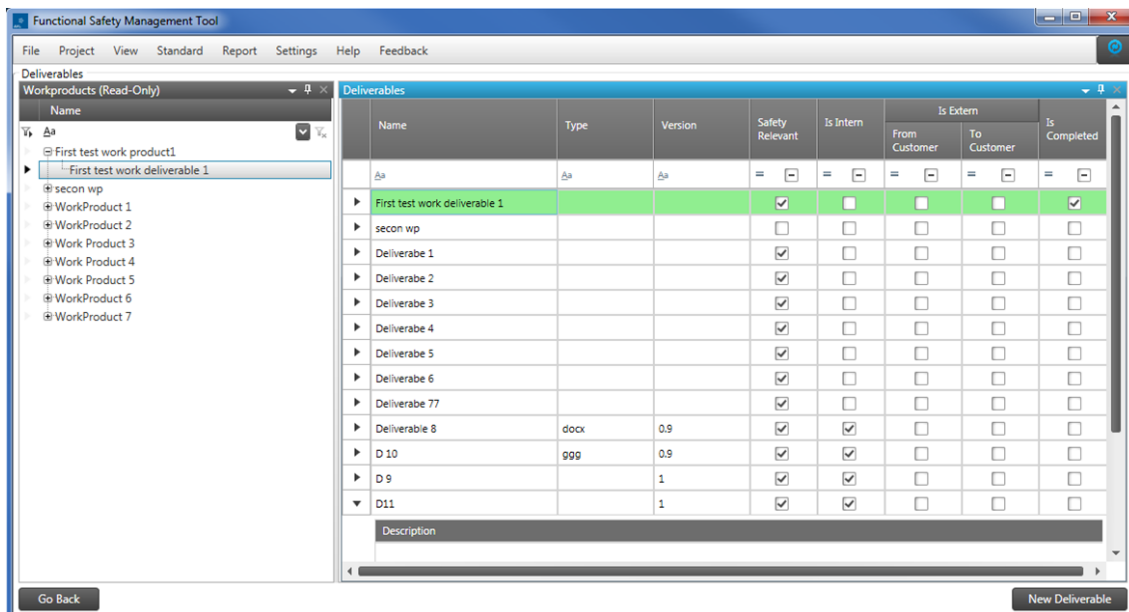 Functional Safety Management Tool
File Project View Standard Report Settings Help Feedback
Deliverables
Workproducts (Read-Only)
Name
Aa
First test work product1
First test work deliverable 1
secon wp
WorkProduct 1
WorkProduct 2
Work Product 3
Work Product 4
Work Product 5
WorkProduct 6
WorkProduct 7
Deliverables
Name Type Version Safety Relevant Is Intern Is Extern From Customer To Customer Is Completed
Aa Aa Aa = = = = =
First test work deliverable 1
secon wp
Deliverabe 1
Deliverabe 2
Deliverabe 3
Deliverabe 4
Deliverabe 5
Deliverabe 6
Deliverabe 77
Deliverable 8 docx 0.9
D 10 ggg 0.9
D 9 1
D11 1
Description
Go Back
New Deliverable